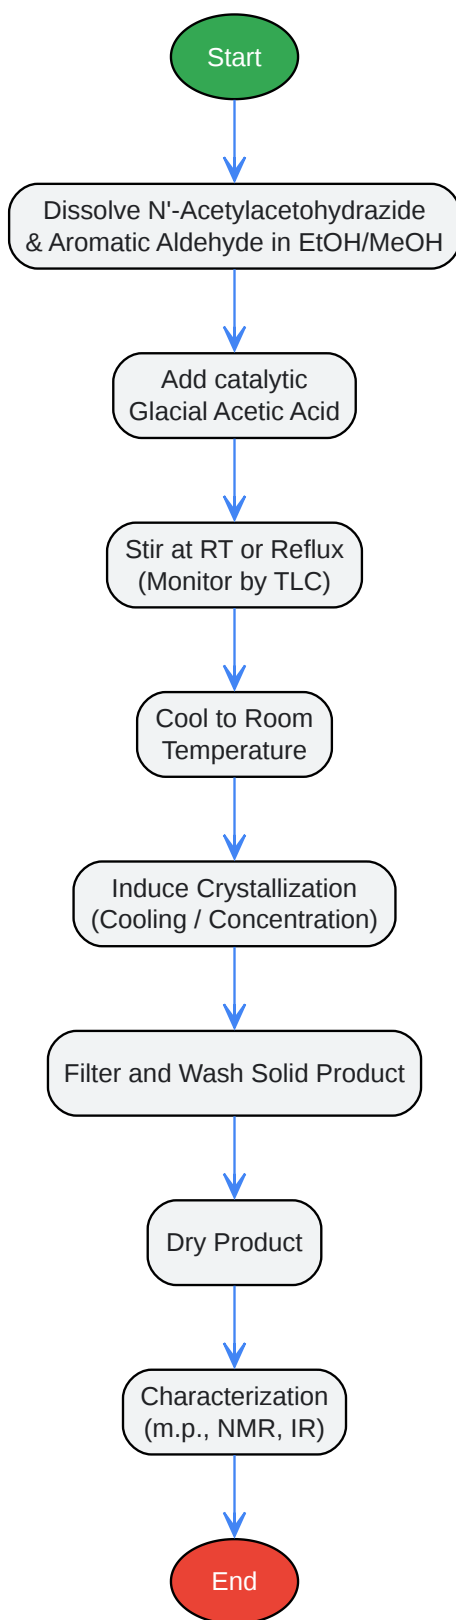 Start
Dissolve N'-Acetylacetohydrazide
& Aromatic Aldehyde in EtOH/MeOH
Add catalytic
Glacial Acetic Acid
Stir at RT or Reflux
(Monitor by TLC)
Cool to Room
Temperature
Induce Crystallization
(Cooling / Concentration)
Filter and Wash Solid Product
Dry Product
Characterization
(m.p., NMR, IR)
End